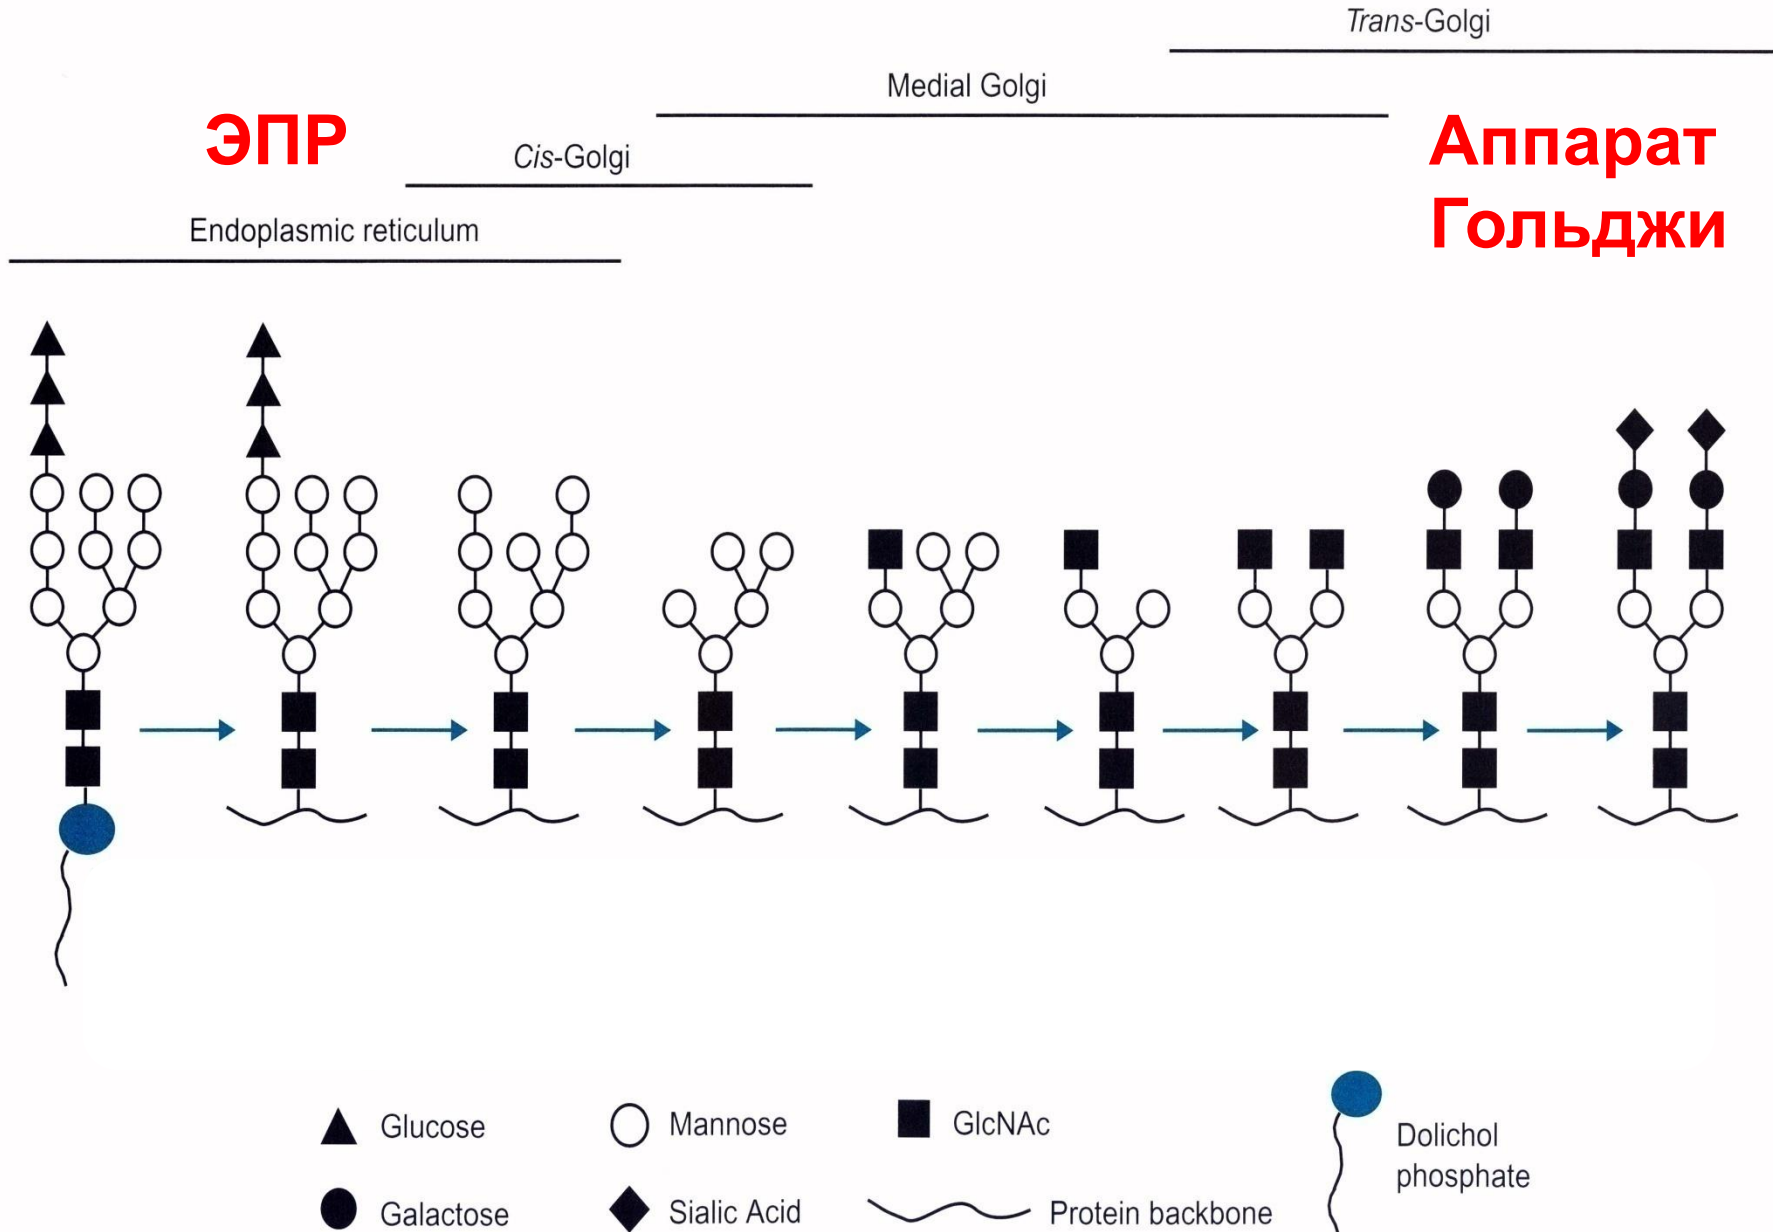 Trans-Golgi
Medial Golgi
ЭПР
Аппарат
Гольджи
Cis-Golgi
Endoplasmic reticulum
Glucose
Mannose
GlcNAc
Dolichol
phosphate
Galactose
Sialic Acid
Protein backbone